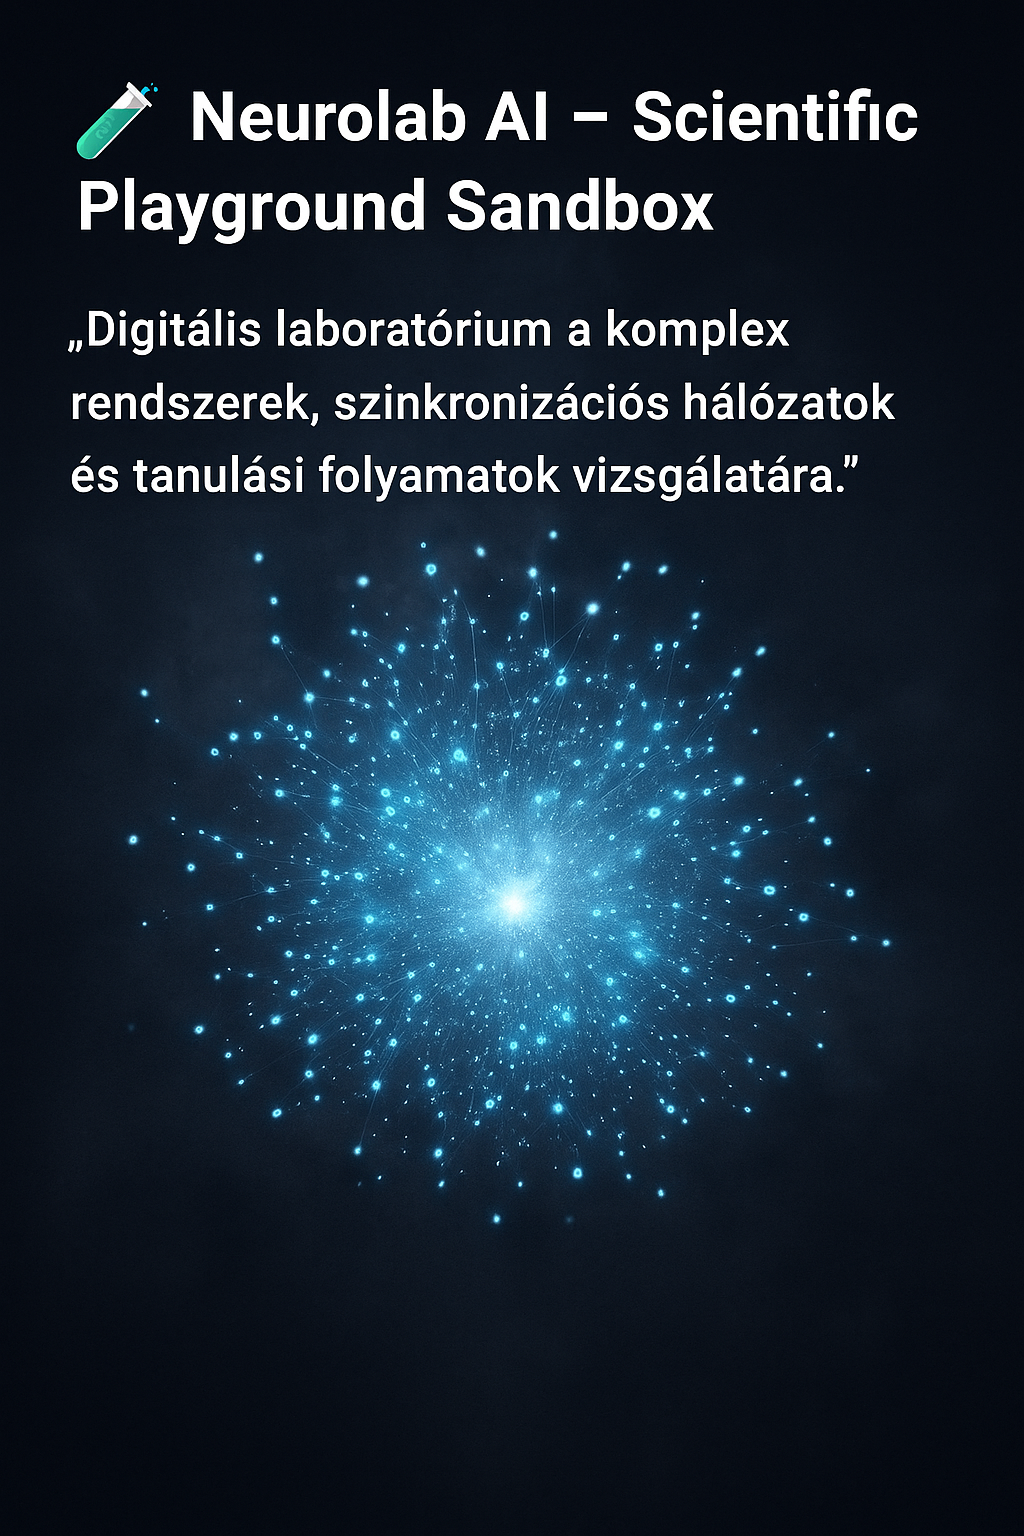 Neurolab AI – Scientific
Playground Sandbox
„Digitális laboratórium a komplex
rendszerek, szinkronizációs hálózatok
és tanulási folyamatok vizsgálatára.”